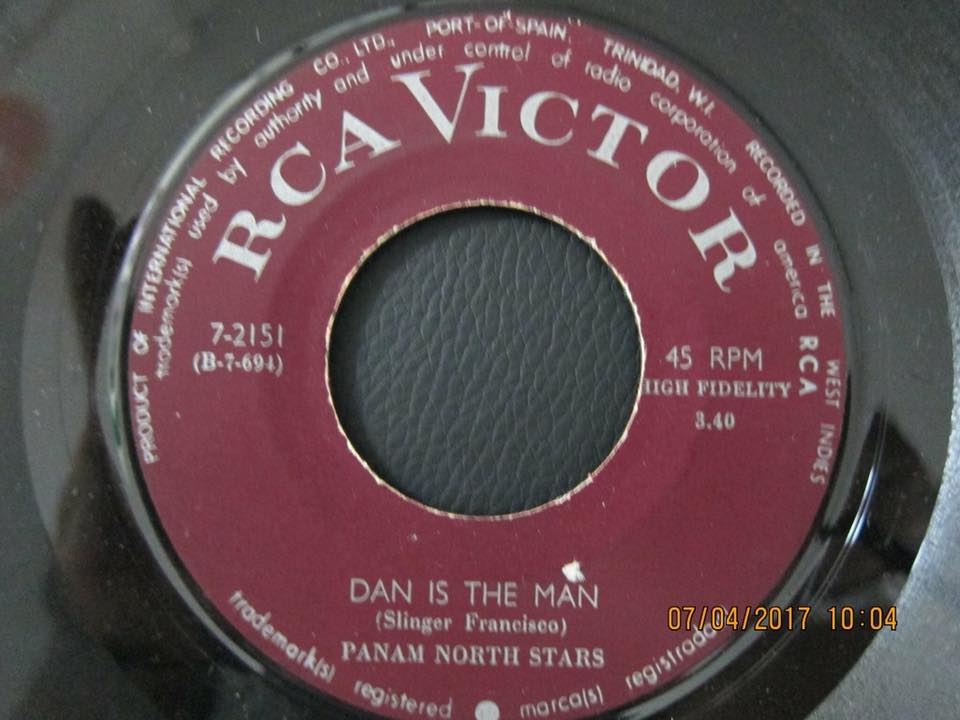 PRODUCT OF INTERNATIONAL RECORDING CO., LTD., PORT-OF-SPAIN, TRINIDAD, W.I. RECORDED IN THE WEST INDIES
trademark(s) used by authority and under control of radio corporation of america RCA
RCA VICTOR
7-2151
(B-7-694)
45 RPM
HIGH FIDELITY
3.40
DAN IS THE MAN
(Slinger Francisco)
PANAM NORTH STARS
trademark(s) registered marca(s) registrada
07/04/2017 10:04